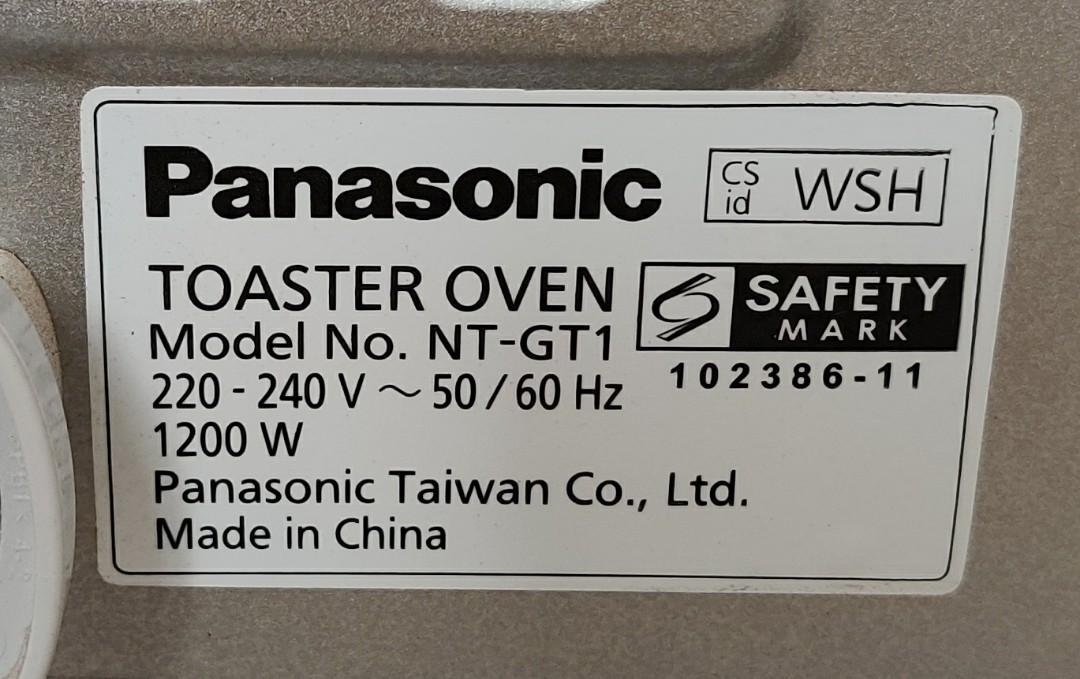 Panasonic
CS id WSH
TOASTER OVEN
SAFETY
MARK
Model No. NT-GT1
102386-11
220 - 240 V ~ 50 / 60 Hz
1200 W
Panasonic Taiwan Co., Ltd.
Made in China